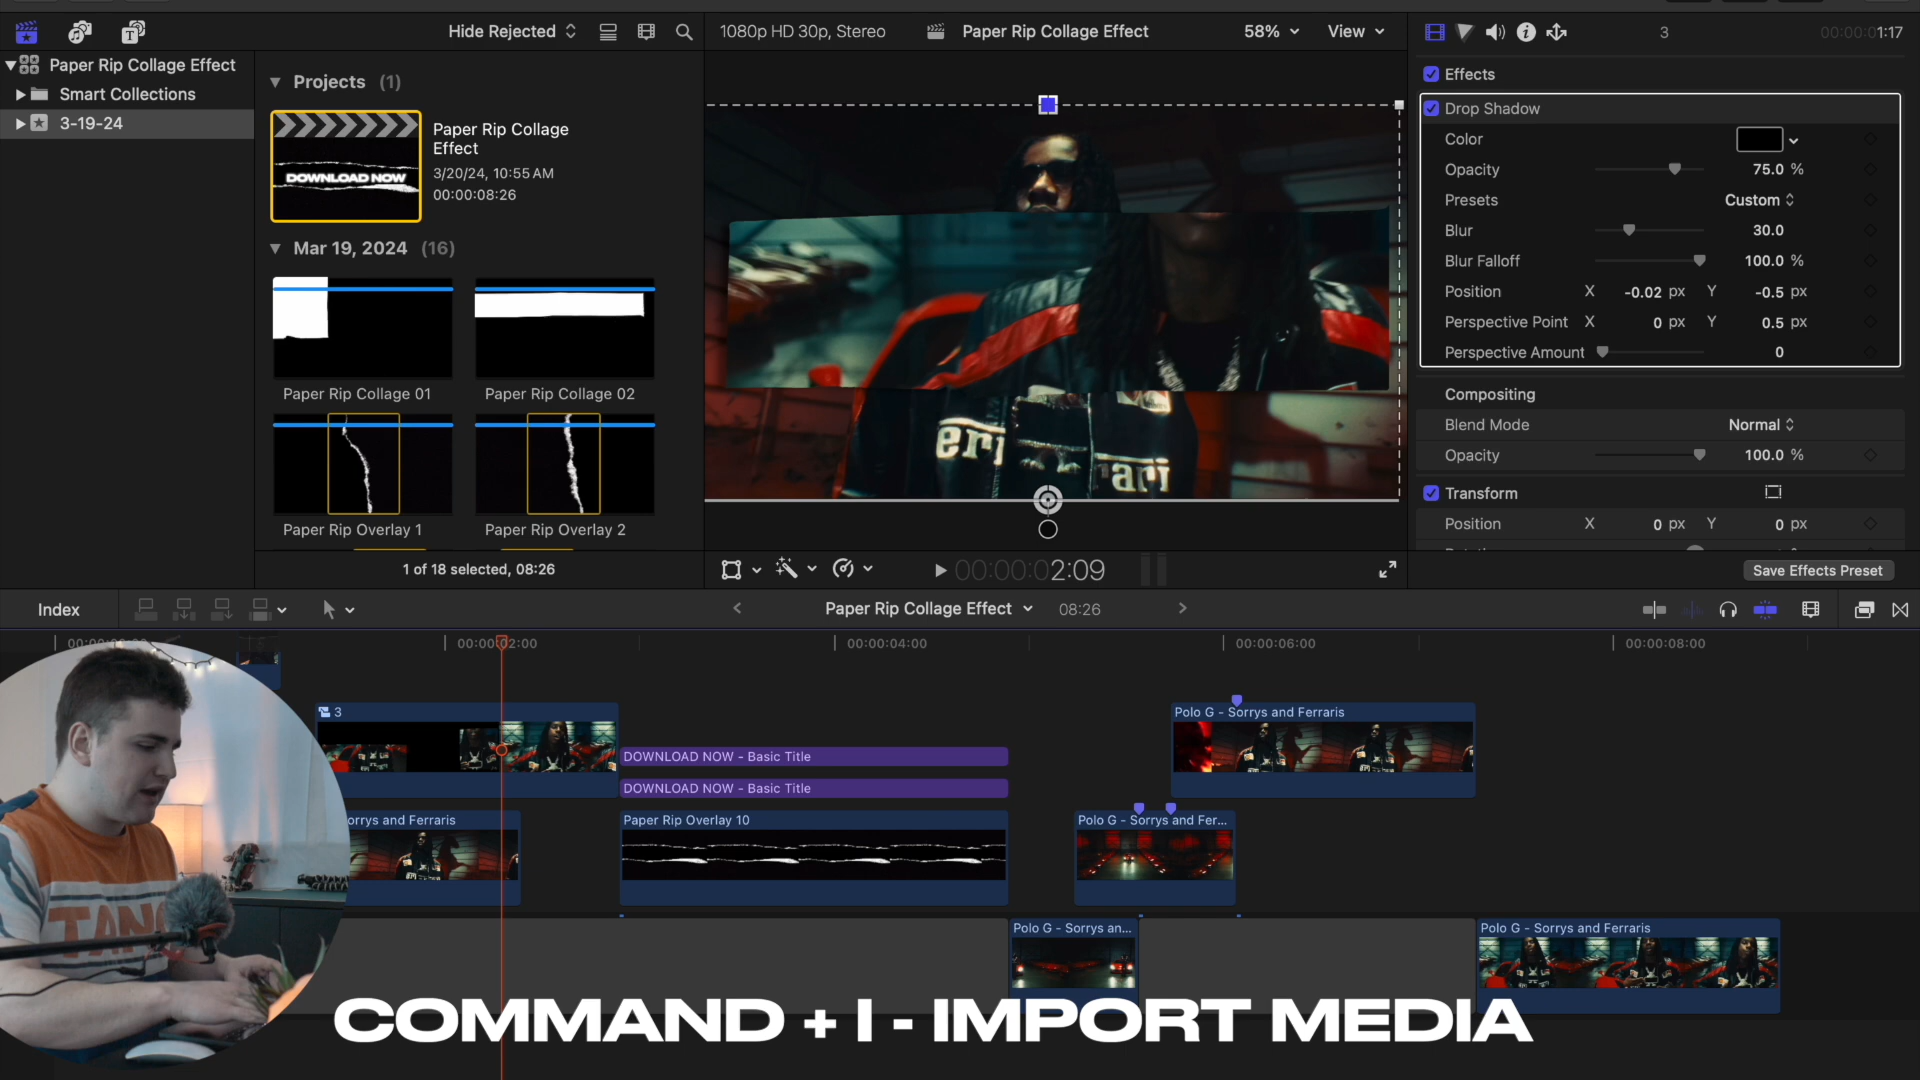 Hide Rejected
1080p HD 30p, Stereo
Paper Rip Collage Effect
58%
View
3
00:00:01:17
Paper Rip Collage Effect
Smart Collections
3-19-24
Projects (1)
DOWNLOAD NOW
Paper Rip Collage
Effect
3/20/24, 10:55 AM
00:00:08:26
Mar 19, 2024 (16)
Paper Rip Collage 01
Paper Rip Collage 02
Paper Rip Overlay 1
Paper Rip Overlay 2
1 of 18 selected, 08:26
00:00:00:2:09
Effects
Drop Shadow
Color
Opacity 75.0 %
Presets Custom
Blur 30.0
Blur Falloff 100.0 %
Position X -0.02 px Y -0.5 px
Perspective Point X 0 px Y 0.5 px
Perspective Amount 0
Compositing
Blend Mode Normal
Opacity 100.0 %
Transform
Position X 0 px Y 0 px
Save Effects Preset
Index
Paper Rip Collage Effect
08:26
00:00:02:00
00:00:04:00
00:00:06:00
00:00:08:00
3
Polo G - Sorrys and Ferraris
DOWNLOAD NOW - Basic Title
DOWNLOAD NOW - Basic Title
orrys and Ferraris
Paper Rip Overlay 10
Polo G - Sorrys and Fer...
Polo G - Sorrys an...
Polo G - Sorrys and Ferraris
TANG
COMMAND + I - IMPORT MEDIA